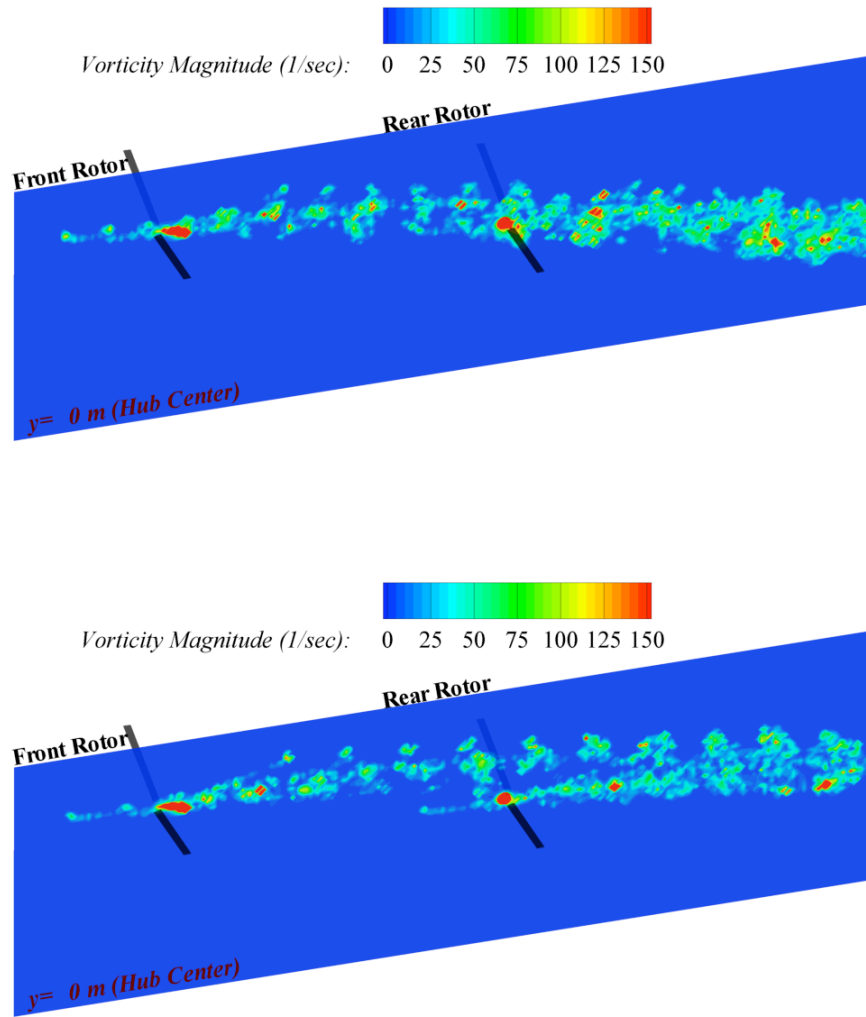 Vorticity Magnitude (1/sec): 0 25 50 75 100 125 150
Rear Rotor
Front Rotor
y= 0 m (Hub Center)
Vorticity Magnitude (1/sec): 0 25 50 75 100 125 150
Rear Rotor
Front Rotor
y= 0 m (Hub Center)